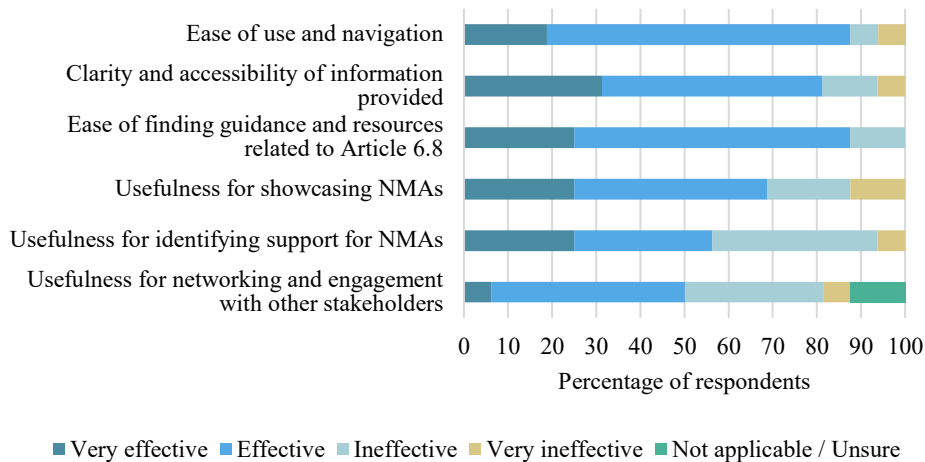 Ease of use and navigation
Clarity and accessibility of information
provided
Ease of finding guidance and resources
related to Article 6.8
Usefulness for showcasing NMAs
Usefulness for identifying support for NMAs
Usefulness for networking and engagement
with other stakeholders
0 10 20 30 40 50 60 70 80 90 100
Percentage of respondents
Very effective Effective Ineffective Very ineffective Not applicable / Unsure